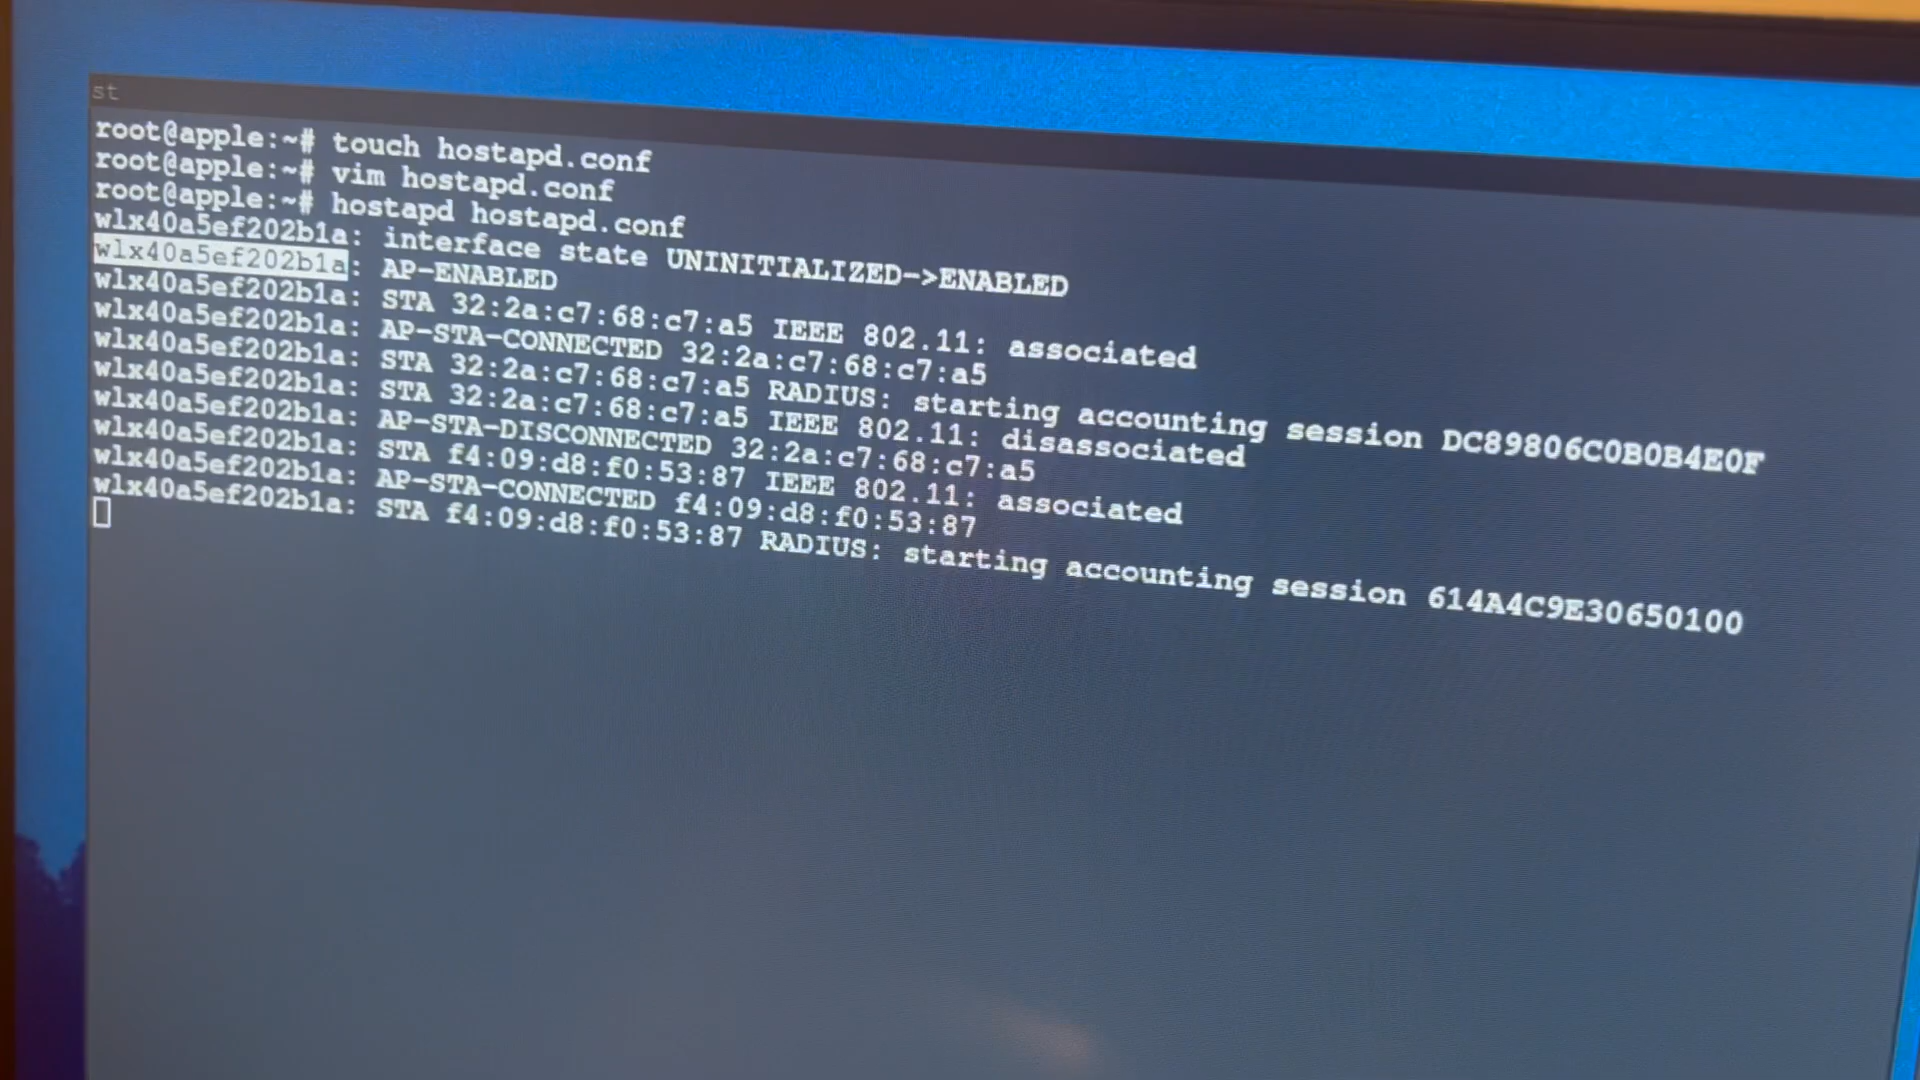 st
root@apple:~# touch hostapd.conf
root@apple:~# vim hostapd.conf
root@apple:~# hostapd hostapd.conf
wlx40a5ef202b1a: interface state UNINITIALIZED->ENABLED
wlx40a5ef202b1a: AP-ENABLED
wlx40a5ef202b1a: STA 32:2a:c7:68:c7:a5 IEEE 802.11: associated
wlx40a5ef202b1a: AP-STA-CONNECTED 32:2a:c7:68:c7:a5
wlx40a5ef202b1a: STA 32:2a:c7:68:c7:a5 RADIUS: starting accounting session DC89806C0B0B4E0F
wlx40a5ef202b1a: STA 32:2a:c7:68:c7:a5 IEEE 802.11: disassociated
wlx40a5ef202b1a: AP-STA-DISCONNECTED 32:2a:c7:68:c7:a5
wlx40a5ef202b1a: STA f4:09:d8:f0:53:87 IEEE 802.11: associated
wlx40a5ef202b1a: AP-STA-CONNECTED f4:09:d8:f0:53:87
wlx40a5ef202b1a: STA f4:09:d8:f0:53:87 RADIUS: starting accounting session 614A4C9E30650100